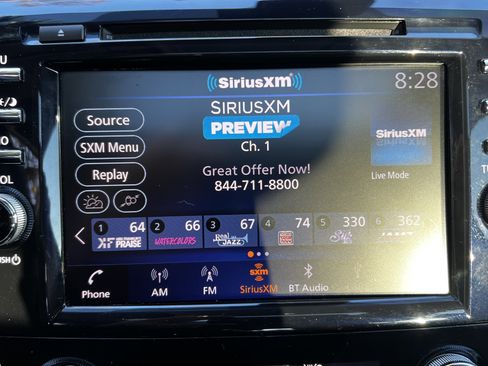 SiriusXM
8:28
SIRIUSXM
PREVIEW
Ch. 1
Great Offer Now!
844-711-8800
Source
SXM Menu
Replay
SiriusXM
Live Mode
1 64 2 66 3 67 4 74 5 330 6 362
PRAISE WATERCOLORS Real JAZZ
Phone AM FM SiriusXM BT Audio
sxm